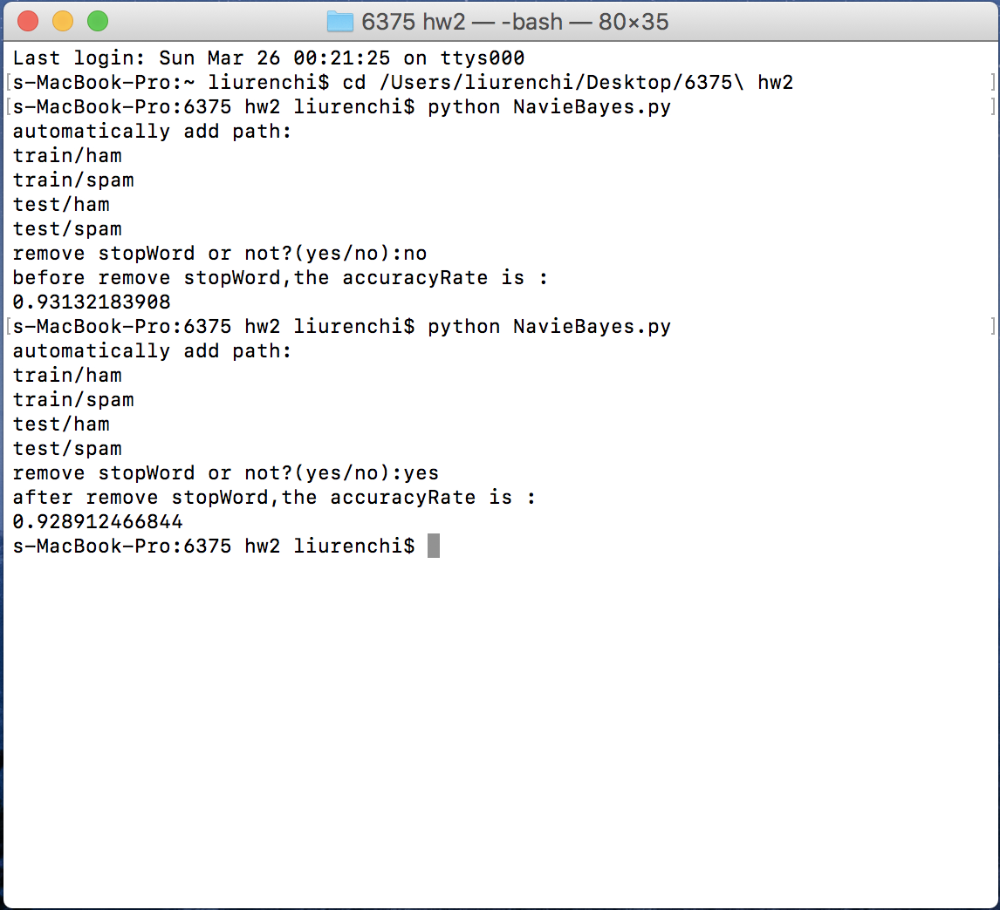 6375 hw2 — -bash — 80×35
Last login: Sun Mar 26 00:21:25 on ttys000
[s-MacBook-Pro:~ liurenchi$ cd /Users/liurenchi/Desktop/6375\ hw2 ]
[s-MacBook-Pro:6375 hw2 liurenchi$ python NavieBayes.py ]
automatically add path:
train/ham
train/spam
test/ham
test/spam
remove stopWord or not?(yes/no):no
before remove stopWord,the accuracyRate is :
0.93132183908
[s-MacBook-Pro:6375 hw2 liurenchi$ python NavieBayes.py ]
automatically add path:
train/ham
train/spam
test/ham
test/spam
remove stopWord or not?(yes/no):yes
after remove stopWord,the accuracyRate is :
0.928912466844
s-MacBook-Pro:6375 hw2 liurenchi$